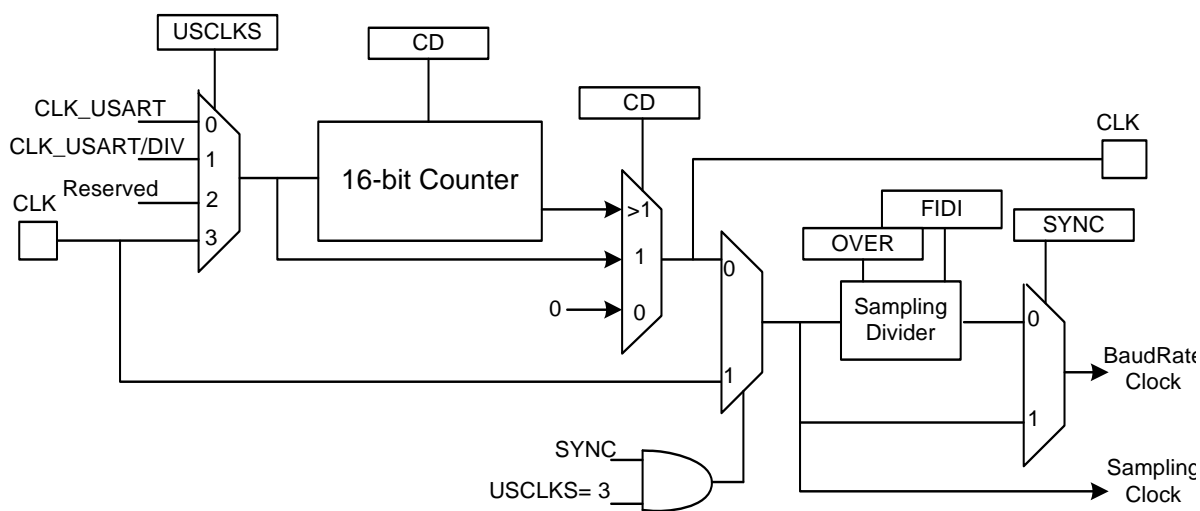 USCLKS
CD
CD
CLK_USART
CLK_USART/DIV
Reserved
CLK
0
1
2
3
16-bit Counter
>1
1
0
0
CLK
0
1
FIDI
OVER
SYNC
Sampling
Divider
0
1
BaudRate
Clock
SYNC
USCLKS= 3
Sampling
Clock